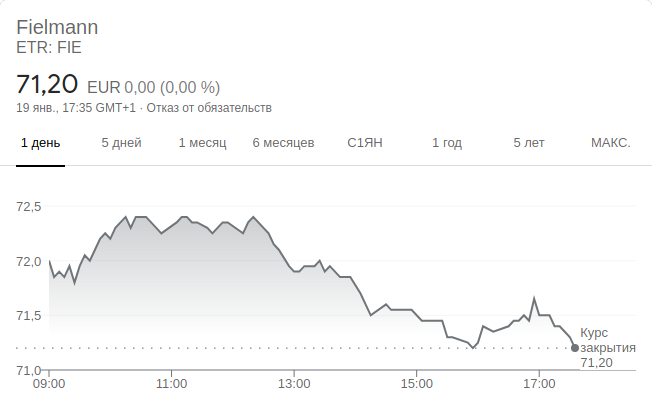 Fielmann
ETR: FIE
71,20 EUR 0,00 (0,00 %)
19 янв., 17:35 GMT+1 · Отказ от обязательств
1 день 5 дней 1 месяц 6 месяцев С1ЯН 1 год 5 лет МАКС.
72,5
72,0
71,5
Курс
закрытия
71,20
71,0
09:00 11:00 13:00 15:00 17:00